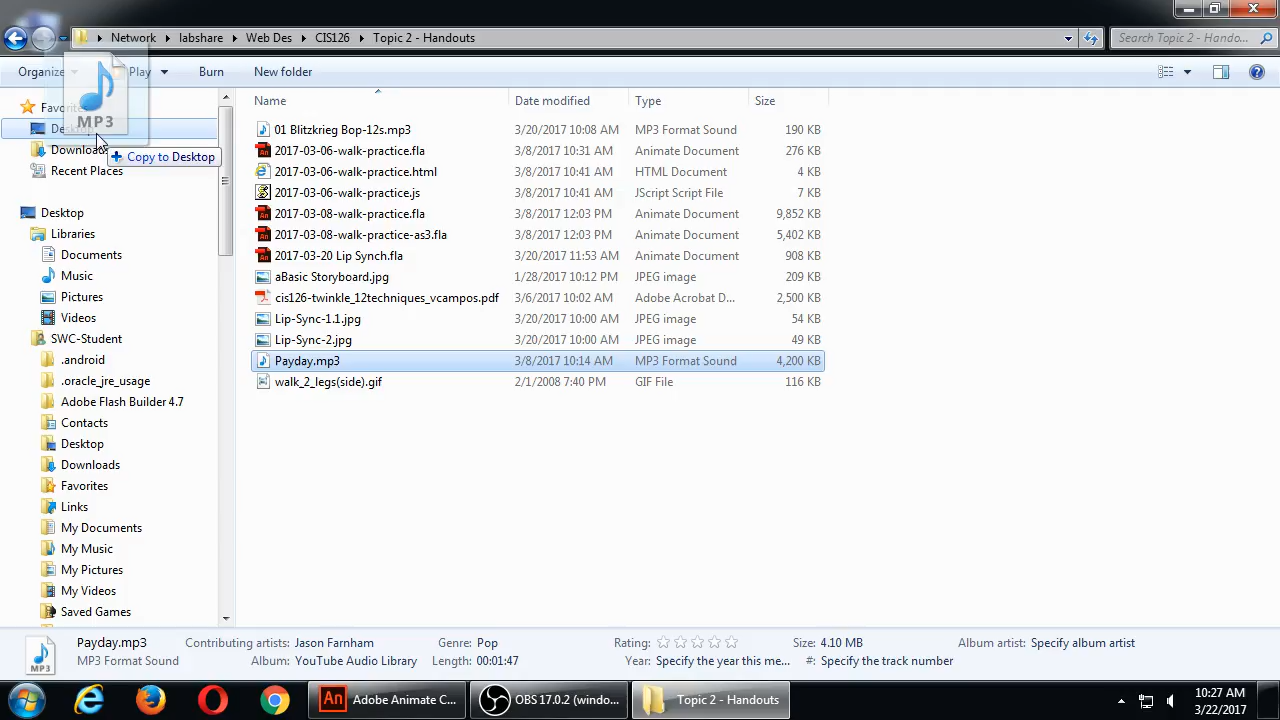 Network labshare Web Des CIS126 Topic 2 - Handouts
Search Topic 2 - Hando...
Organize Play Burn New folder
MP3
Copy to Desktop
Downloads
Recent Places
Desktop
Libraries
Documents
Music
Pictures
Videos
SWC-Student
.android
.oracle_jre_usage
Adobe Flash Builder 4.7
Contacts
Desktop
Downloads
Favorites
Links
My Documents
My Music
My Pictures
My Videos
Saved Games
Name Date modified Type Size
01 Blitzkrieg Bop-12s.mp3 3/20/2017 10:08 AM MP3 Format Sound 190 KB
2017-03-06-walk-practice.fla 3/8/2017 10:31 AM Animate Document 276 KB
2017-03-06-walk-practice.html 3/8/2017 10:41 AM HTML Document 4 KB
2017-03-06-walk-practice.js 3/8/2017 10:41 AM JScript Script File 7 KB
2017-03-08-walk-practice.fla 3/8/2017 12:03 PM Animate Document 9,852 KB
2017-03-08-walk-practice-as3.fla 3/8/2017 12:03 PM Animate Document 5,402 KB
2017-03-20 Lip Synch.fla 3/20/2017 11:53 AM Animate Document 908 KB
aBasic Storyboard.jpg 1/28/2017 10:12 PM JPEG image 209 KB
cis126-twinkle_12techniques_vcampos.pdf 3/6/2017 10:02 AM Adobe Acrobat D... 2,500 KB
Lip-Sync-1.1.jpg 3/20/2017 10:00 AM JPEG image 54 KB
Lip-Sync-2.jpg 3/20/2017 10:00 AM JPEG image 49 KB
Payday.mp3 3/8/2017 10:14 AM MP3 Format Sound 4,200 KB
walk_2_legs(side).gif 2/1/2008 7:40 PM GIF File 116 KB
MP3
Payday.mp3 Contributing artists: Jason Farnham Genre: Pop Rating: Size: 4.10 MB Album artist: Specify album artist
MP3 Format Sound Album: YouTube Audio Library Length: 00:01:47 Year: Specify the yea this me... #: Specify the track number
An Adobe Animate C... OBS 17.0.2 (windo... Topic 2 - Handouts
10:27 AM
3/22/2017